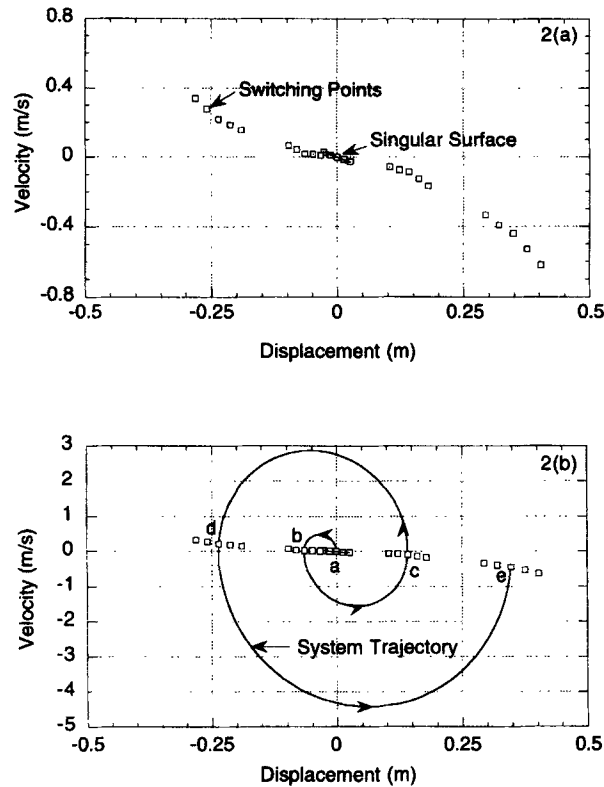 2(a)
0.8
0.4
0
-0.4
-0.8
Velocity (m/s)
Switching Points
Singular Surface
-0.5
-0.25
0
0.25
0.5
Displacement (m)
2(b)
3
2
1
0
-1
-2
-3
-4
-5
Velocity (m/s)
d
b
a
c
e
System Trajectory
-0.5
-0.25
0
0.25
0.5
Displacement (m)